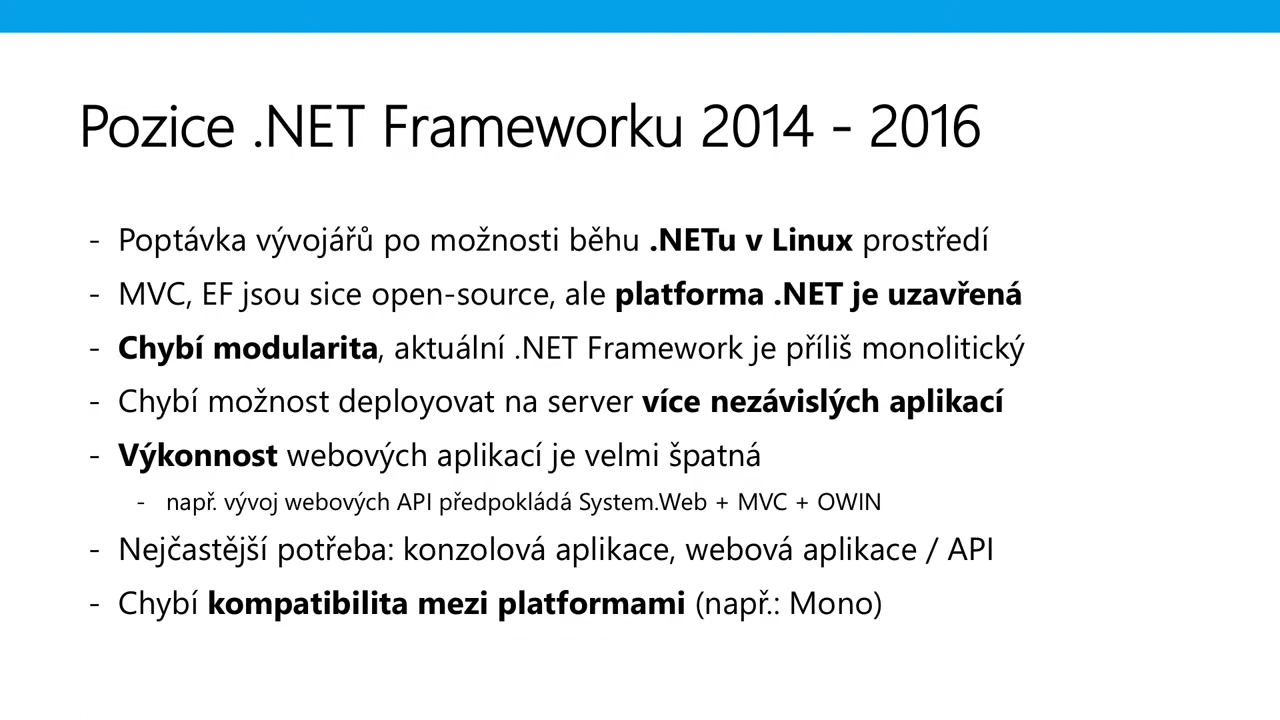 Pozice .NET Frameworku 2014 - 2016
- Poptávka vývojářů po možnosti běhu .NETu v Linux prostředí
- MVC, EF jsou sice open-source, ale platforma .NET je uzavřená
- Chybí modularita, aktuální .NET Framework je příliš monolitický
- Chybí možnost deployovat na server více nezávislých aplikací
- Výkonnost webových aplikací je velmi špatná
- např. vývoj webových API předpokládá System.Web + MVC + OWIN
- Nejčastější potřeba: konzolová aplikace, webová aplikace / API
- Chybí kompatibilita mezi platformami (např.: Mono)